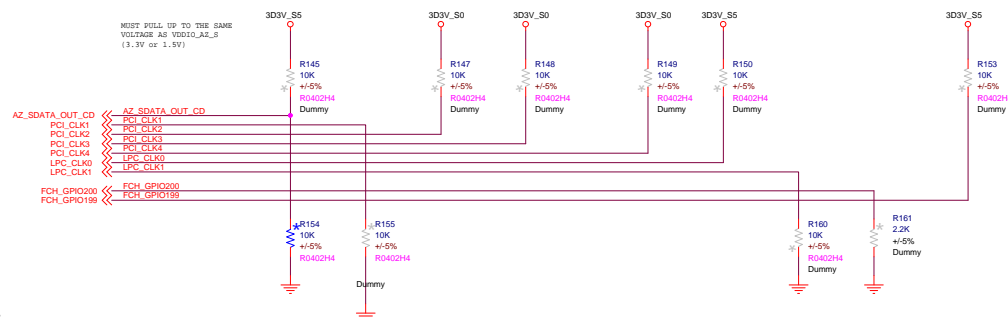 3D3V_S5 3D3V_S0 3D3V_S0 3D3V_S0 3D3V_S5 3D3V_S5
MUST PULL UP TO THE SAME
VOLTAGE AS VDDIO_AZ_S
(3.3V or 1.5V)
R145
10K
+/-5%
R0402H4
Dummy
R147
10K
+/-5%
R0402H4
Dummy
R148
10K
+/-5%
R0402H4
Dummy
R149
10K
+/-5%
R0402H4
Dummy
R150
10K
+/-5%
R0402H4
Dummy
R153
10K
+/-5%
R0402H
Dummy
AZ_SDATA_OUT_CD AZ_SDATA_OUT_CD
PCI_CLK1 PCI_CLK1
PCI_CLK2 PCI_CLK2
PCI_CLK3 PCI_CLK3
PCI_CLK4 PCI_CLK4
LPC_CLK0 LPC_CLK0
LPC_CLK1 LPC_CLK1
FCH_GPIO200 FCH_GPIO200
FCH_GPIO199 FCH_GPIO199
R154
10K
+/-5%
R0402H4
R155
10K
+/-5%
R0402H4
Dummy
R160
10K
+/-5%
R0402H4
Dummy
R161
2.2K
+/-5%
Dummy